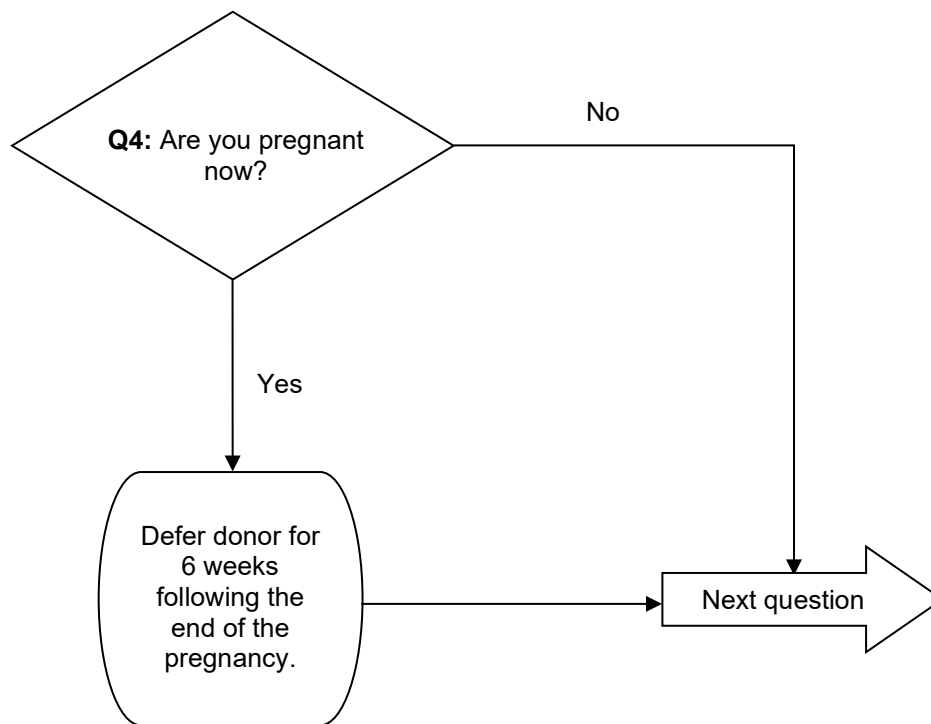 No
Q4: Are you pregnant
now?
Yes
Defer donor for
6 weeks
following the
end of the
pregnancy.
Next question